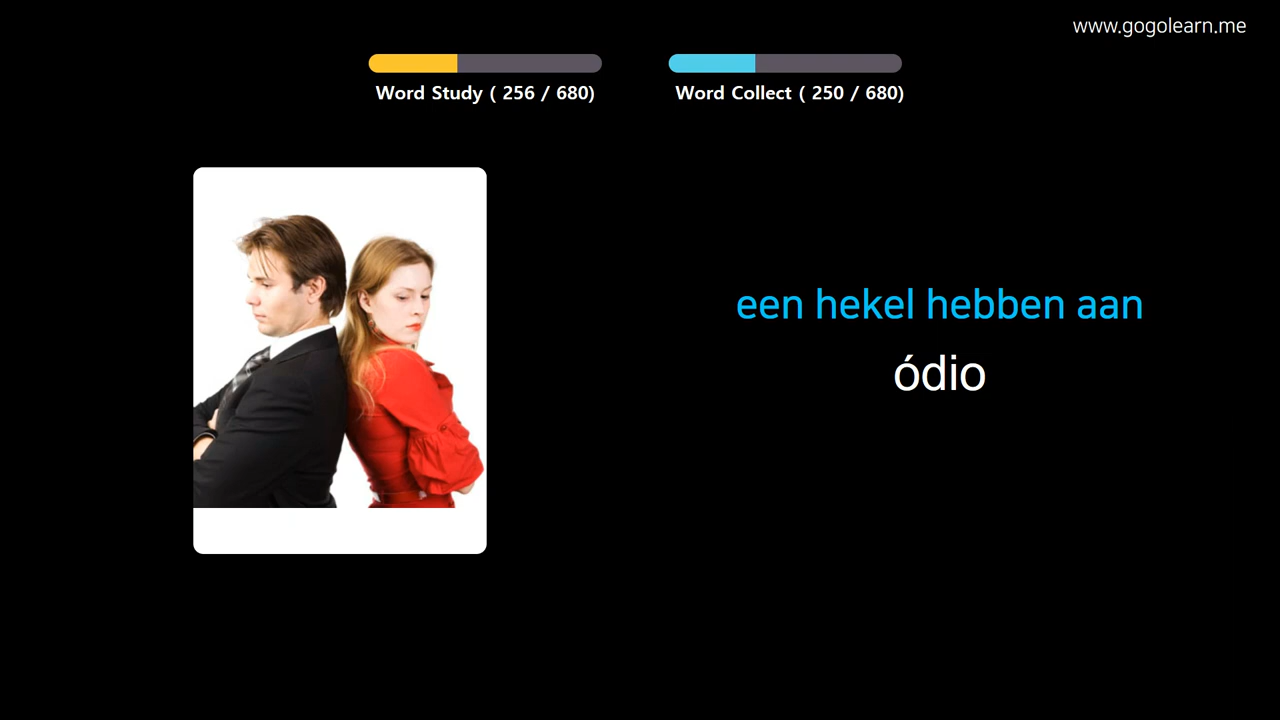 www.gogolearn.me
Word Study ( 256 / 680)
Word Collect ( 250 / 680)
een hekel hebben aan
ódio